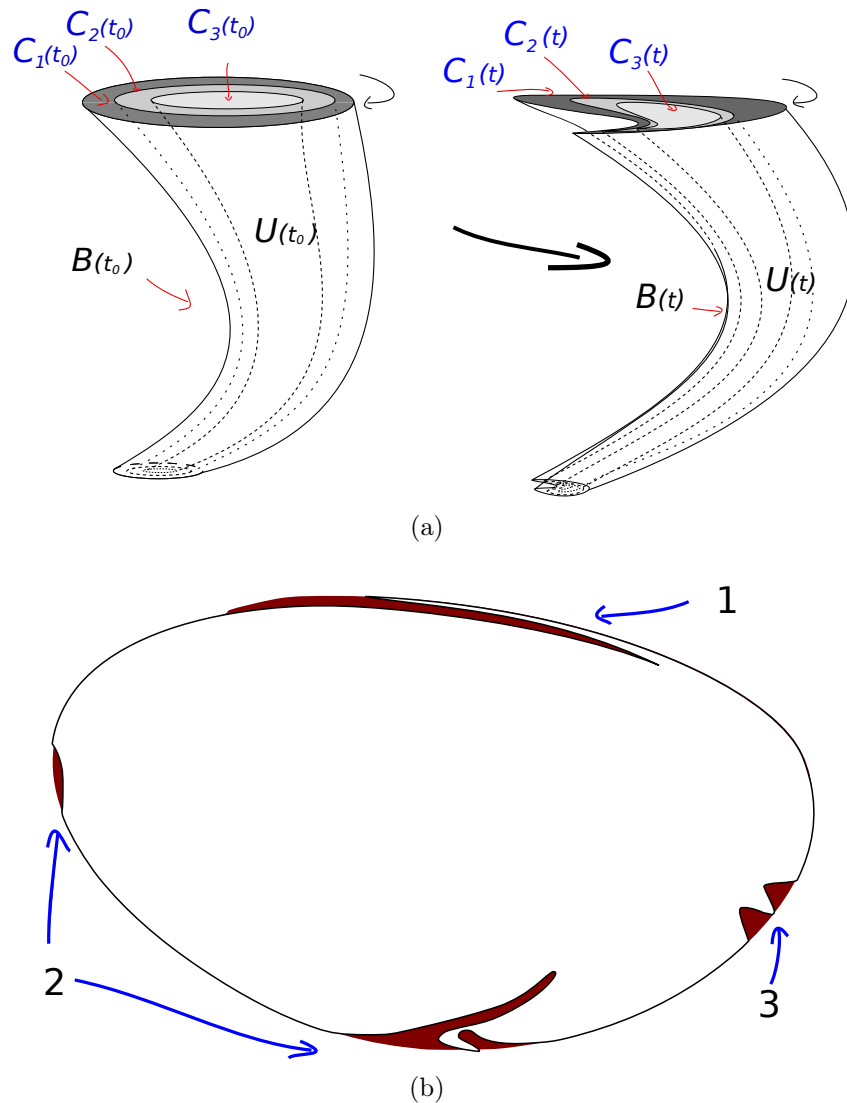 C₁(t₀)
C₂(t₀)
C₃(t₀)
U(t₀)
B(t₀)
C₁(t)
C₂(t)
C₃(t)
U(t)
B(t)
(a)
1
2
3
(b)